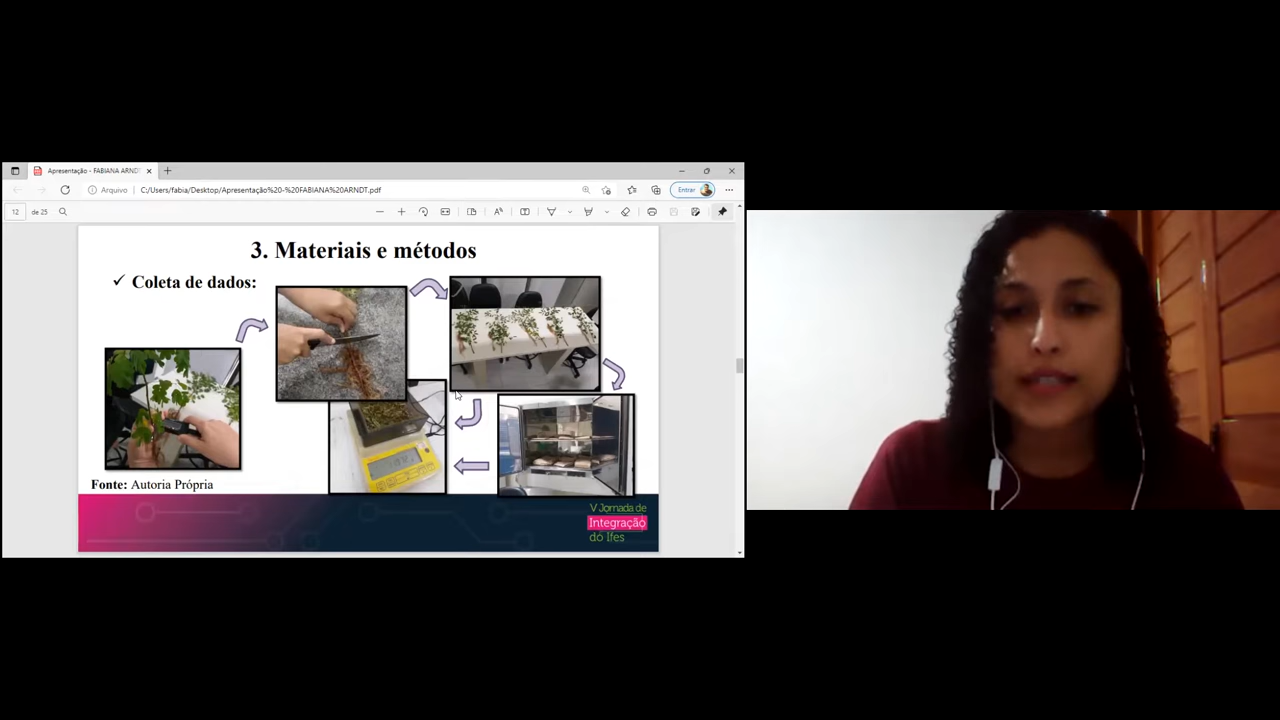 Apresentação - FABIANA ARND
Arquivo C:/Users/fabia/Desktop/Apresentação%20-%20FABIANA%20ARNDT.pdf Entrar
12 de 25
3. Materiais e métodos
✓ Coleta de dados:
Fonte: Autoria Própria
V Jornada de
Integração
do Ifes